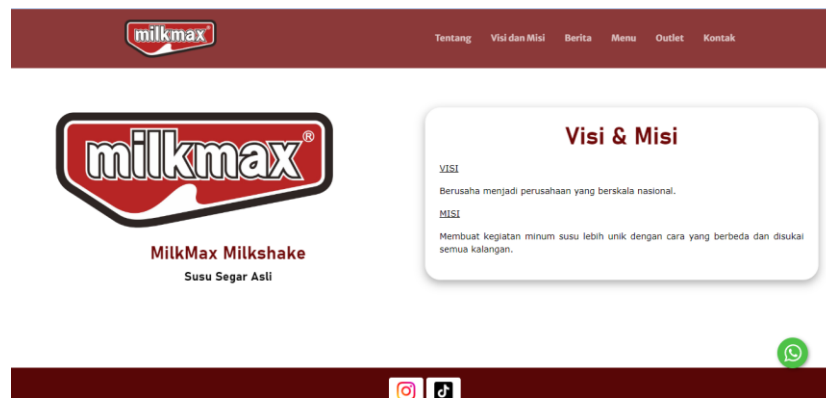 milkmax
Tentang Visi dan Misi Berita Menu Outlet Kontak
milkmax®
MilkMax Milkshake
Susu Segar Asli
Visi & Misi
VISI
Berusaha menjadi perusahaan yang berskala nasional.
MISI
Membuat kegiatan minum susu lebih unik dengan cara yang berbeda dan disukai
semua kalangan.